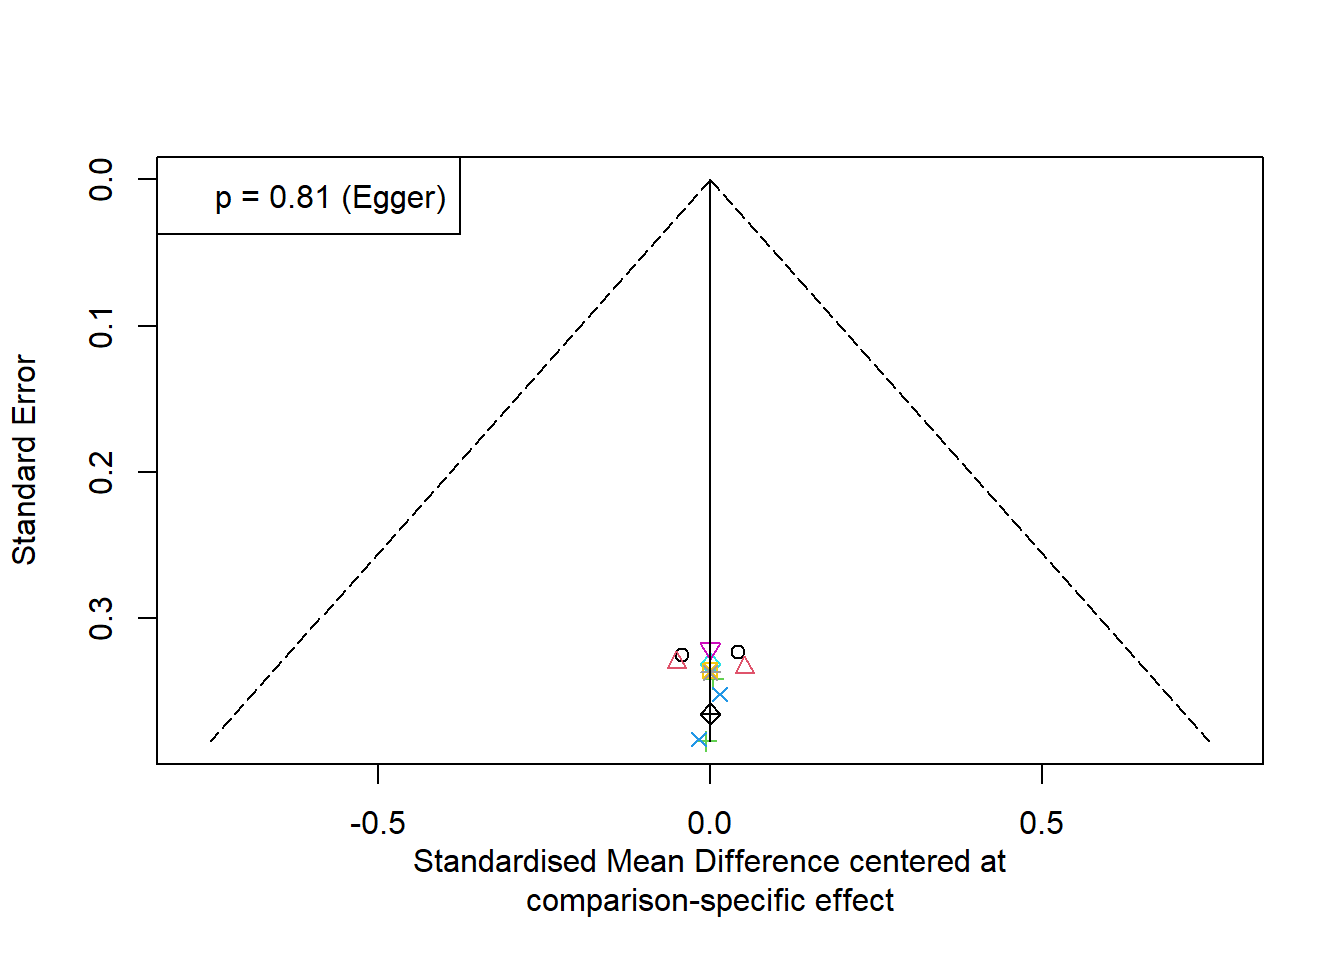 p = 0.81 (Egger)
0.0
0.1
0.2
0.3
Standard Error
-0.5
0.0
0.5
Standardised Mean Difference centered at
comparison-specific effect